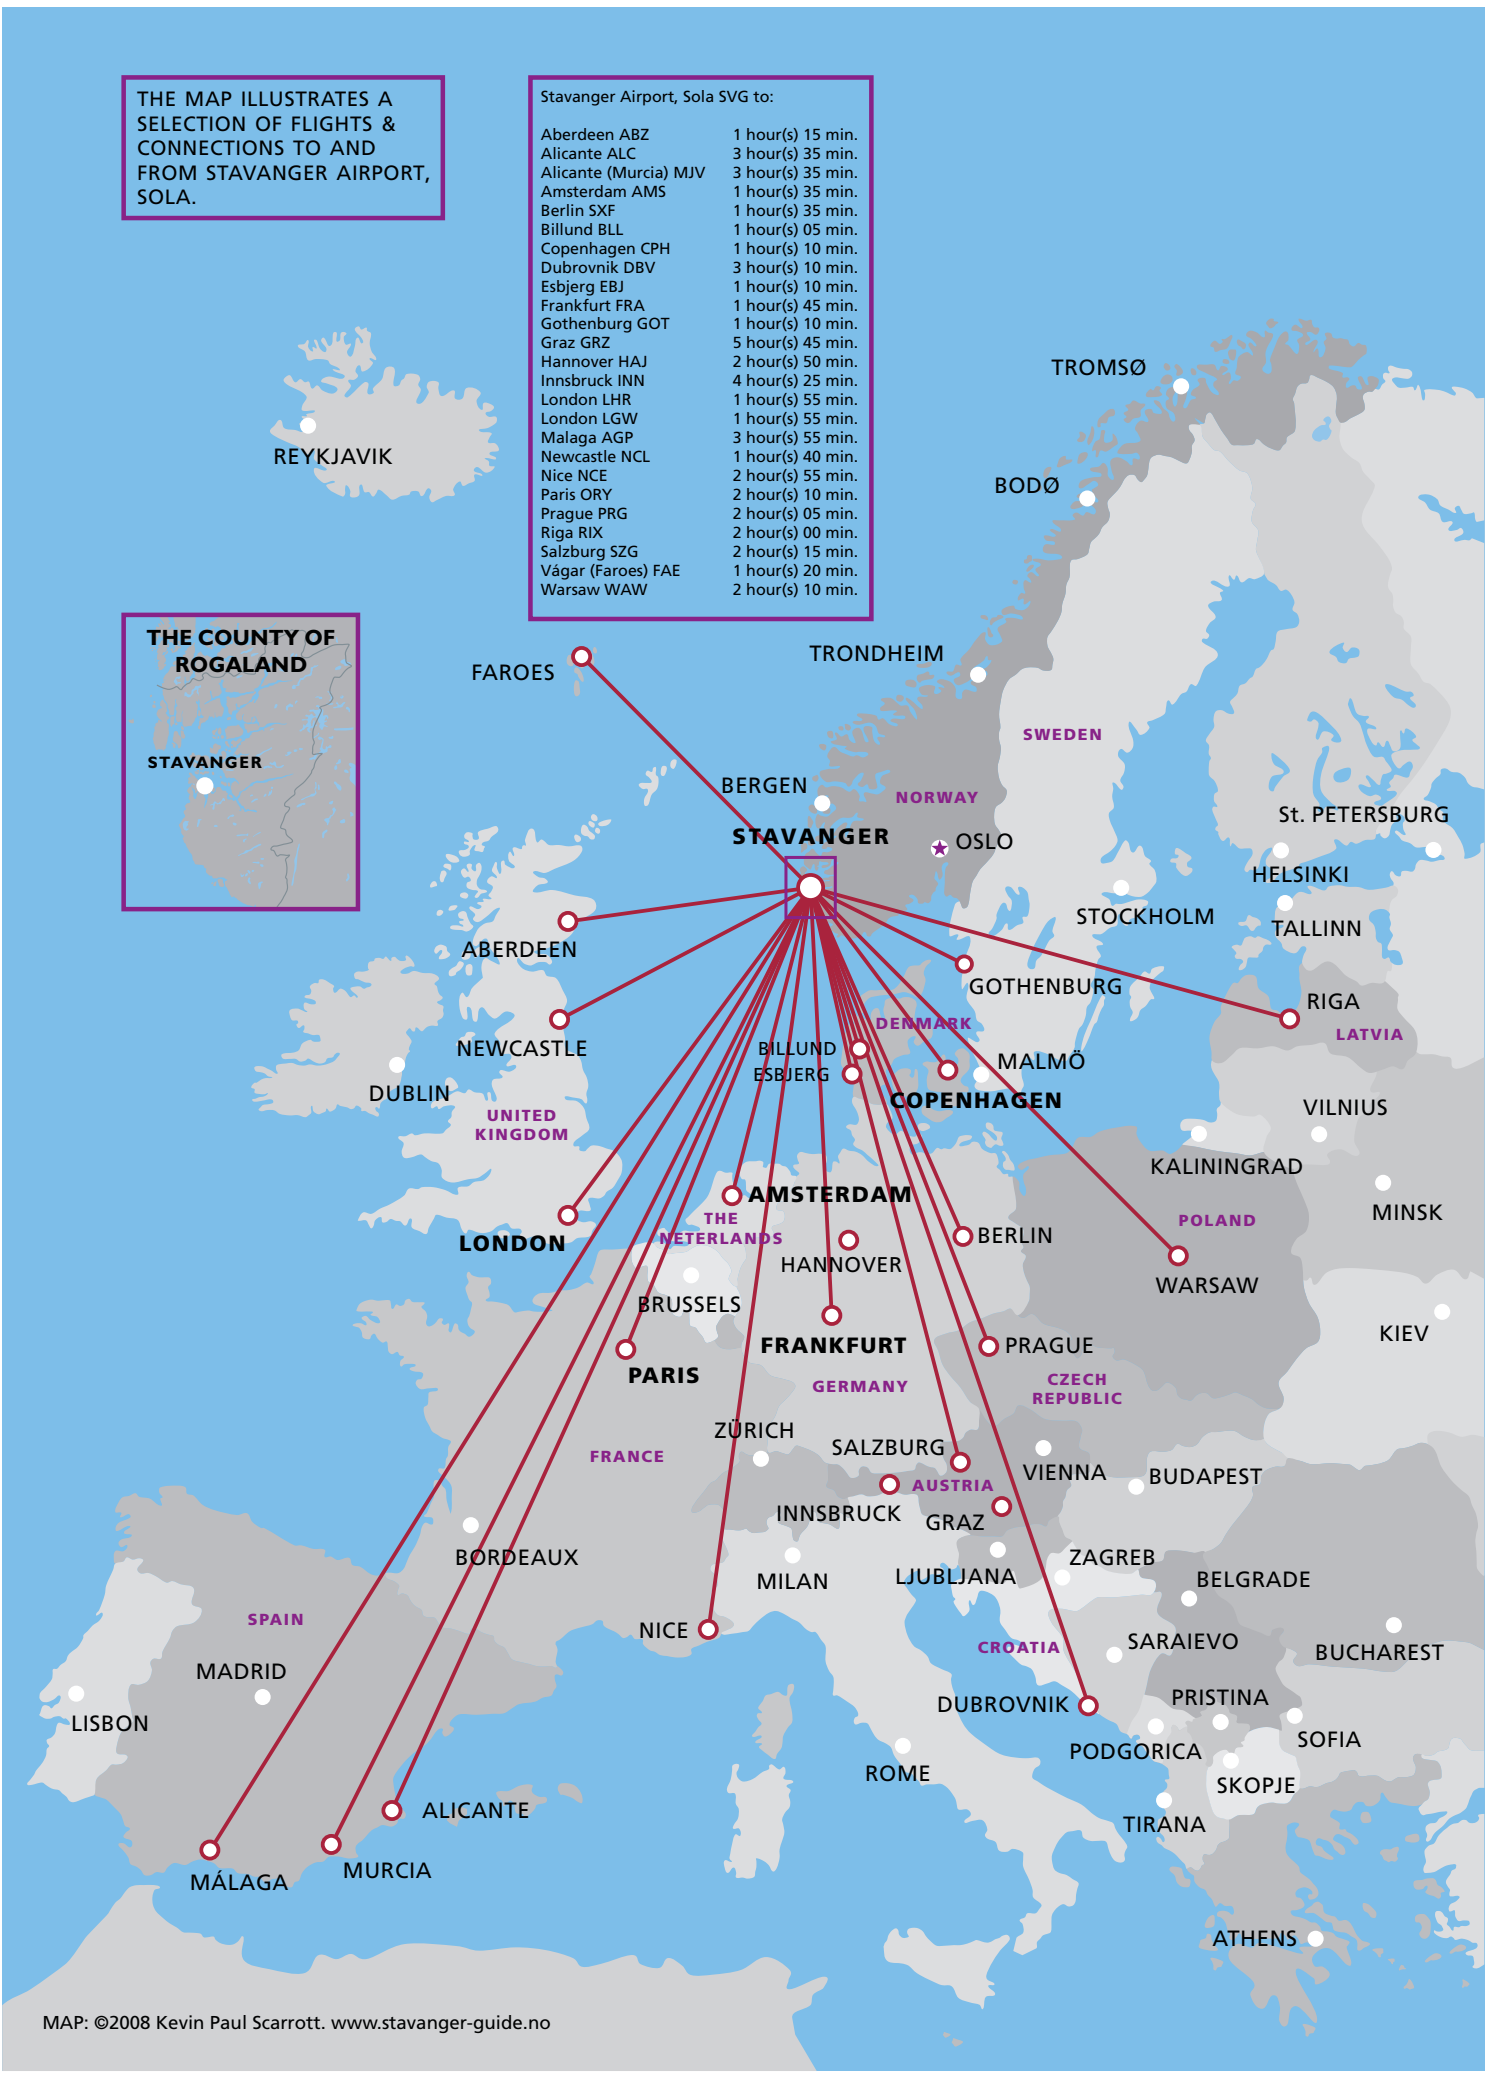 THE MAP ILLUSTRATES A
SELECTION OF FLIGHTS &
CONNECTIONS TO AND
FROM STAVANGER AIRPORT,
SOLA.
Stavanger Airport, Sola SVG to:
Aberdeen ABZ 1 hour(s) 15 min.
Alicante ALC 3 hour(s) 35 min.
Alicante (Murcia) MJV 3 hour(s) 35 min.
Amsterdam AMS 1 hour(s) 35 min.
Berlin SXF 1 hour(s) 35 min.
Billund BLL 1 hour(s) 05 min.
Copenhagen CPH 1 hour(s) 10 min.
Dubrovnik DBV 3 hour(s) 10 min.
Esbjerg EBJ 1 hour(s) 10 min.
Frankfurt FRA 1 hour(s) 45 min.
Gothenburg GOT 1 hour(s) 10 min.
Graz GRZ 5 hour(s) 45 min.
Hannover HAJ 2 hour(s) 50 min.
Innsbruck INN 4 hour(s) 25 min.
London LHR 1 hour(s) 55 min.
London LGW 1 hour(s) 55 min.
Malaga AGP 3 hour(s) 55 min.
Newcastle NCL 1 hour(s) 40 min.
Nice NCE 2 hour(s) 55 min.
Paris ORY 2 hour(s) 10 min.
Prague PRG 2 hour(s) 05 min.
Riga RIX 2 hour(s) 00 min.
Salzburg SZG 2 hour(s) 15 min.
Vágar (Faroes) FAE 1 hour(s) 20 min.
Warsaw WAW 2 hour(s) 10 min.
TROMSØ
REYKJAVIK
BODØ
THE COUNTY OF
ROGALAND
STAVANGER
FAROES
TRONDHEIM
SWEDEN
BERGEN
NORWAY
St. PETERSBURG
STAVANGER
OSLO
HELSINKI
STOCKHOLM
TALLINN
ABERDEEN
GOTHENBURG
RIGA
DENMARK
LATVIA
NEWCASTLE
BILLUND
MALMÖ
ESBJERG
DUBLIN
COPENHAGEN
VILNIUS
UNITED
KINGDOM
KALININGRAD
AMSTERDAM
MINSK
THE
NETERLANDS
POLAND
LONDON
BERLIN
HANNOVER
WARSAW
BRUSSELS
KIEV
FRANKFURT
PRAGUE
PARIS
GERMANY
CZECH
REPUBLIC
ZÜRICH
SALZBURG
FRANCE
VIENNA
BUDAPEST
AUSTRIA
INNSBRUCK
GRAZ
BORDEAUX
ZAGREB
MILAN
LJUBLJANA
BELGRADE
SPAIN
NICE
CROATIA
SARAIEVO
BUCHAREST
MADRID
PRISTINA
DUBROVNIK
LISBON
SOFIA
PODGORICA
ROME
SKOPJE
ALICANTE
TIRANA
MURCIA
MÁLAGA
ATHENS
MAP: ©2008 Kevin Paul Scarrott. www.stavanger-guide.no